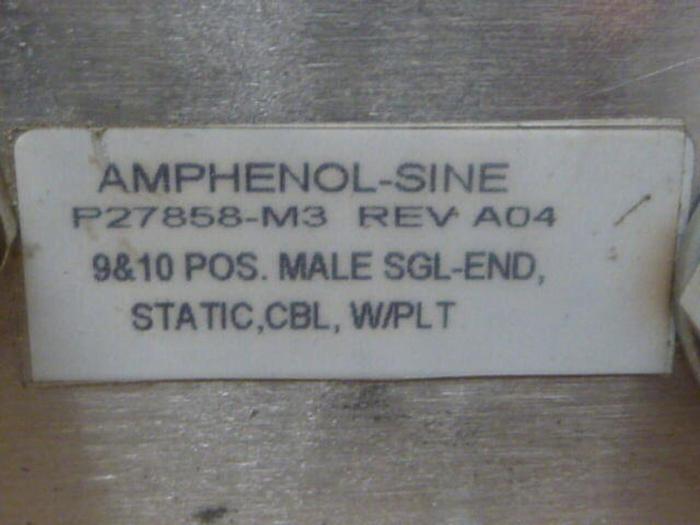 AMPHENOL-SINE
P27858-M3 REV A04
9&10 POS. MALE SGL-END,
STATIC,CBL, W/PLT